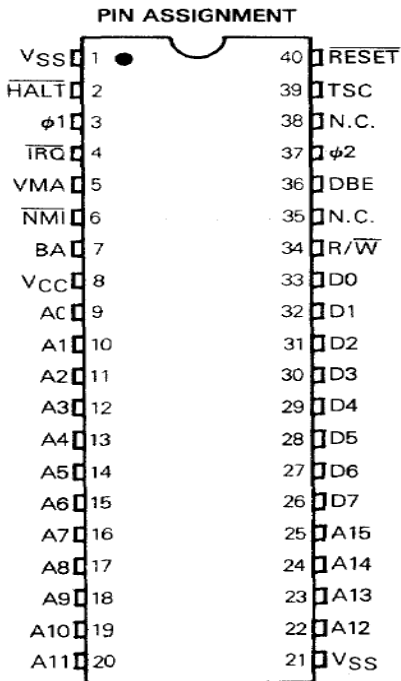 PIN ASSIGNMENT
VSS 1 40 RESET
HALT 2 39 TSC
φ1 3 38 N.C.
IRQ 4 37 φ2
VMA 5 36 DBE
NMI 6 35 N.C.
BA 7 34 R/W
VCC 8 33 D0
A0 9 32 D1
A1 10 31 D2
A2 11 30 D3
A3 12 29 D4
A4 13 28 D5
A5 14 27 D6
A6 15 26 D7
A7 16 25 A15
A8 17 24 A14
A9 18 23 A13
A10 19 22 A12
A11 20 21 VSS